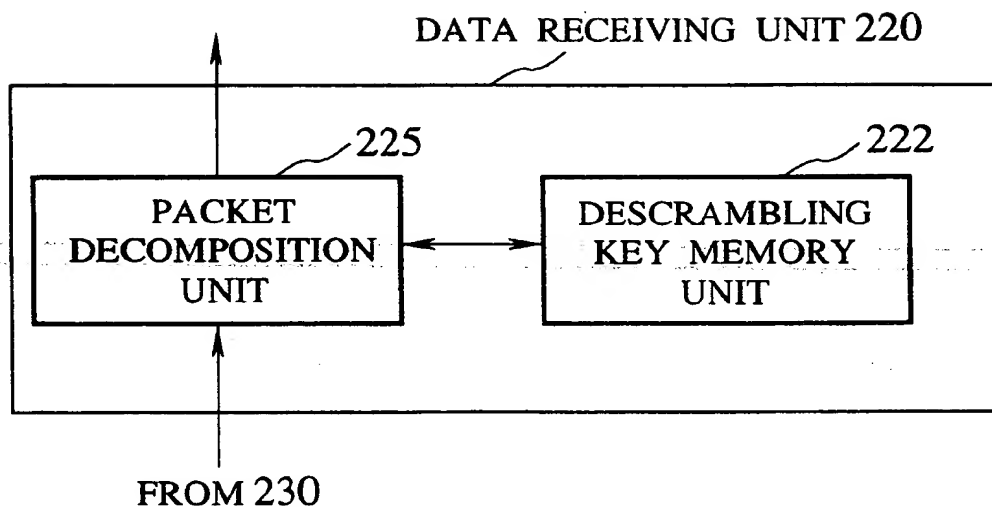 DATA RECEIVING UNIT 220
225
222
PACKET
DECOMPOSITION
UNIT
DESCRAMBLING
KEY MEMORY
UNIT
FROM 230